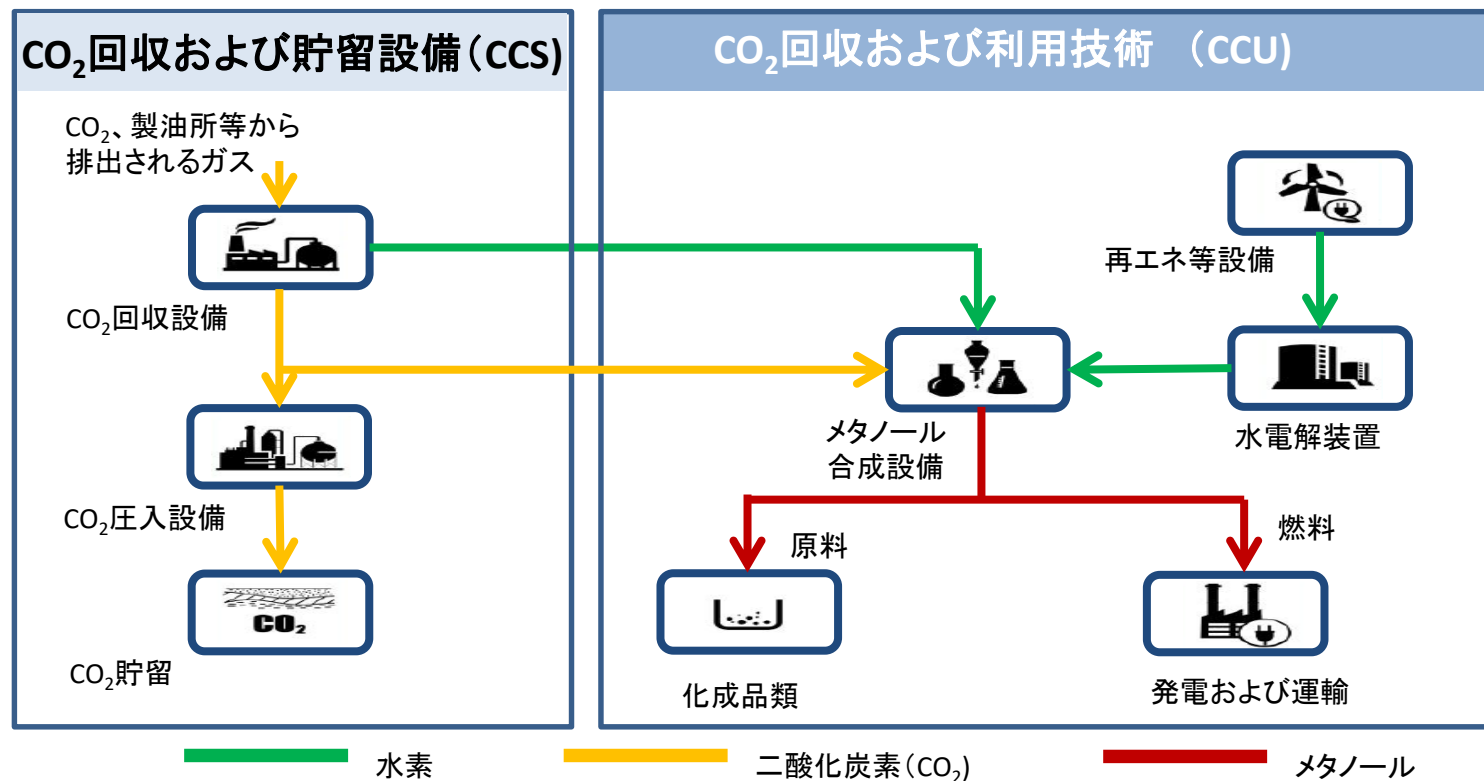 CO₂回収および貯留設備（CCS）
CO₂、製油所等から
排出されるガス
CO₂回収設備
CO₂圧入設備
CO₂
CO₂貯留
CO₂回収および利用技術 （CCU）
再エネ等設備
水電解装置
メタノール
合成設備
原料
燃料
化成品類
発電および運輸
水素
二酸化炭素（CO₂）
メタノール